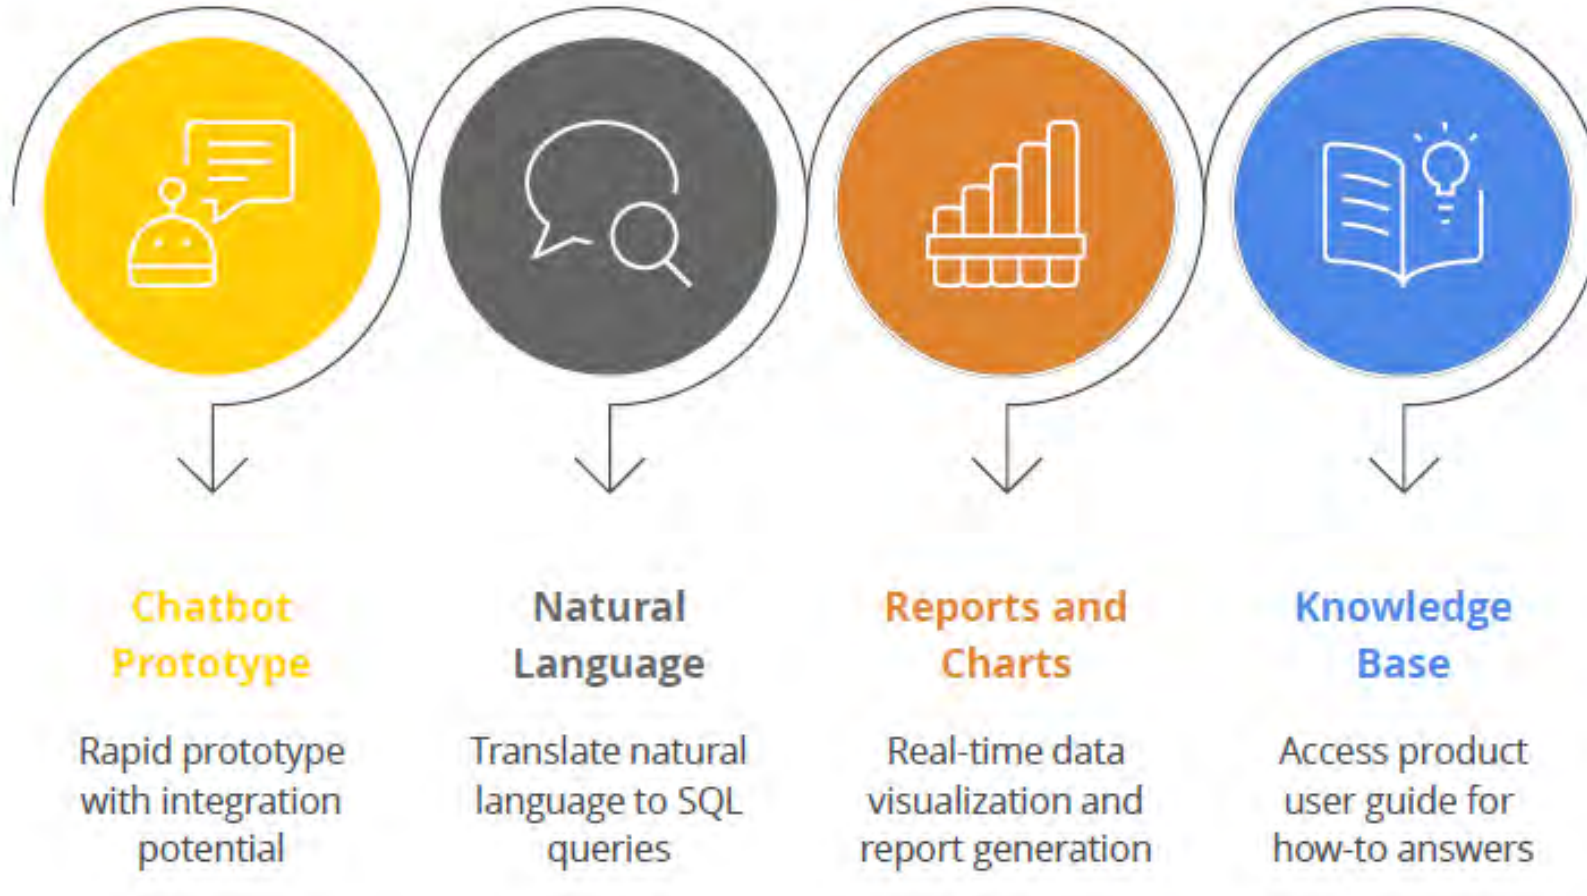 Chatbot
Prototype
Rapid prototype
with integration
potential
Natural
Language
Translate natural
language to SQL
queries
Reports and
Charts
Real-time data
visualization and
report generation
Knowledge
Base
Access product
user guide for
how-to answers